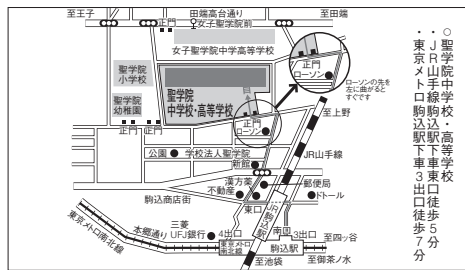 ○聖学院中学校・高等学校
・JR山手線駒込駅下車東口徒歩5分
・東京メトロ駒込駅下車3出口徒歩7分
至王子
田端高台通り
至田端
女子聖学院前
正門
女子聖学院中学高等学校
聖学院
小学校
聖学院
幼稚園
正門
正門
聖学院
中学校・高等学校
正門
ローソン
正門
ローソン
ローソンの先を
左に曲がると
すぐです
至上野
JR山手線
公園
学校法人聖学院
新館
漢方薬
不動産
郵便局
ドトール
駒込商店街
東口
JR駒込駅
本郷通り
三菱
UFJ銀行
4出口
南口
3出口
至四ッ谷
東京メトロ南北線
東京メトロ
南北線
駒込駅
至池袋
至御茶ノ水